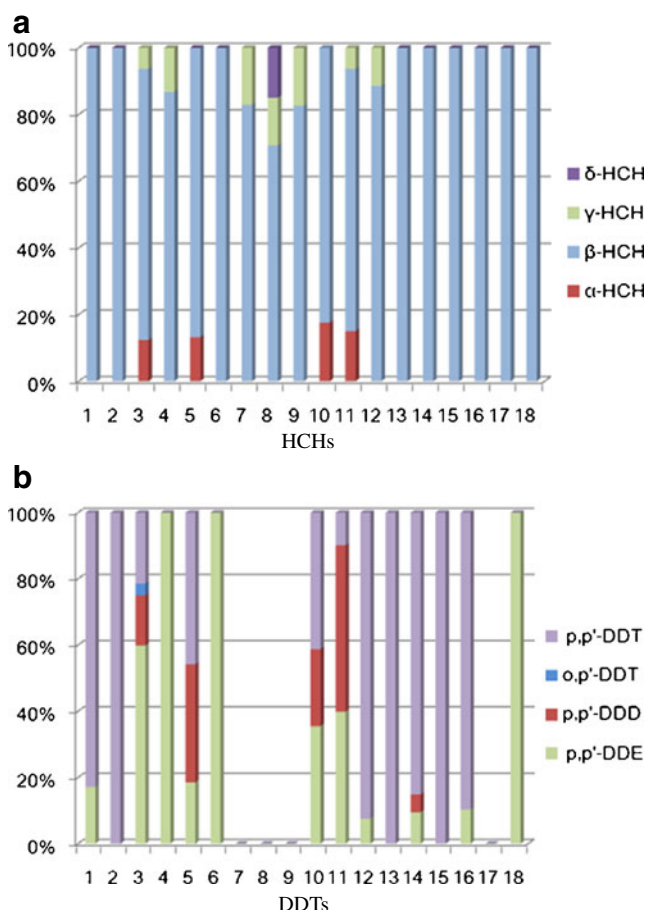 a
100%
80%
60%
40%
20%
0%
1 2 3 4 5 6 7 8 9 10 11 12 13 14 15 16 17 18
HCHs
δ-HCH
γ-HCH
β-HCH
α-HCH
b
100%
80%
60%
40%
20%
0%
1 2 3 4 5 6 7 8 9 10 11 12 13 14 15 16 17 18
DDTs
p,p'-DDT
o,p'-DDT
p,p'-DDD
p,p'-DDE